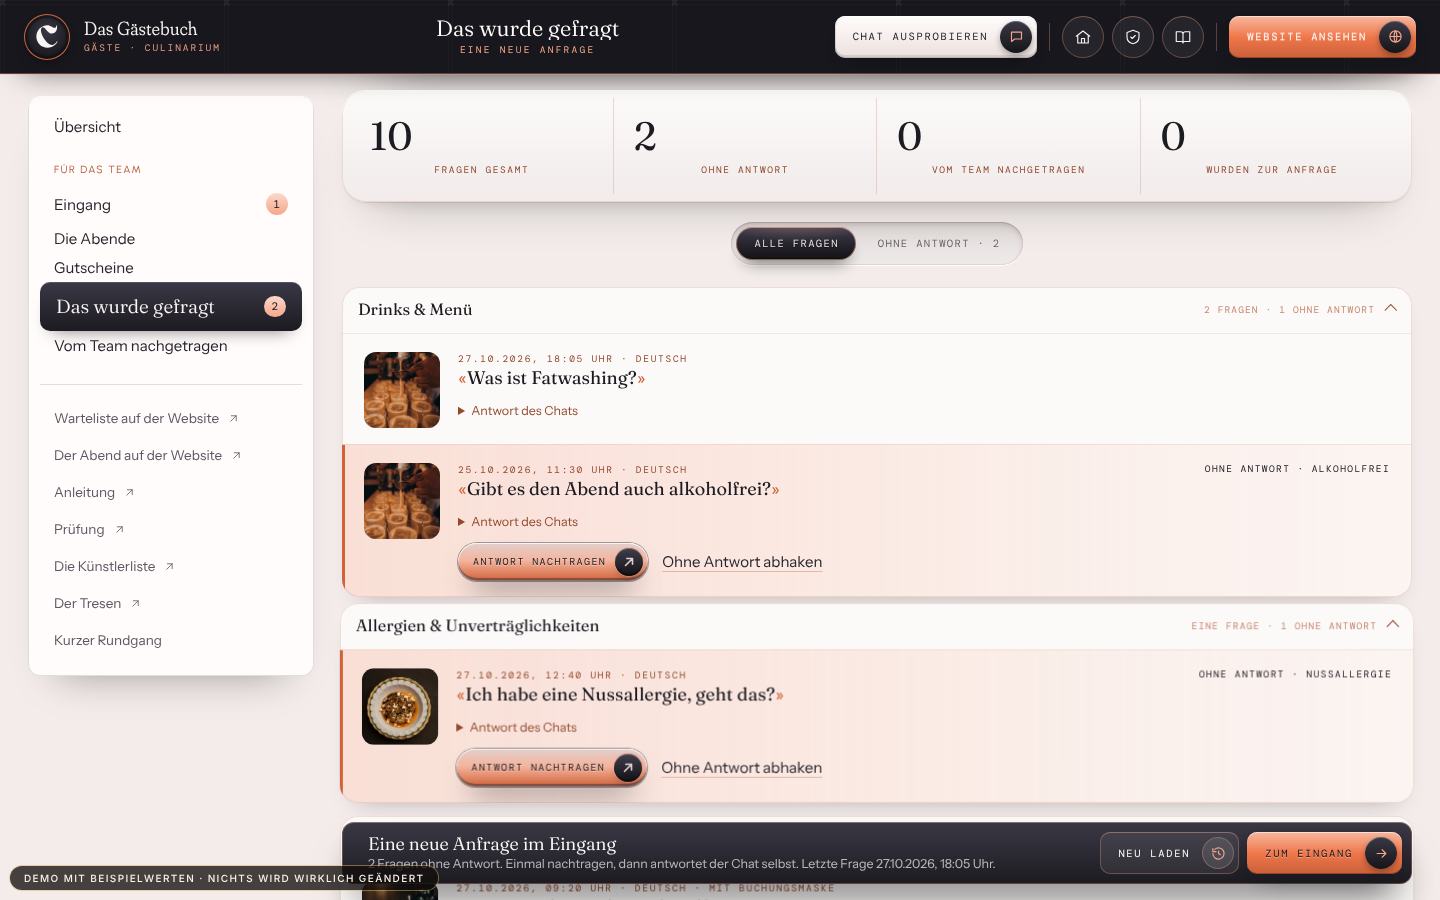 Das Gästebuch
GÄSTE · CULINARIUM
Das wurde gefragt
EINE NEUE ANFRAGE
CHAT AUSPROBIEREN
WEBSITE ANSEHEN
Übersicht
FÜR DAS TEAM
Eingang 1
Die Abende
Gutscheine
Das wurde gefragt 2
Vom Team nachgetragen
Warteliste auf der Website
Der Abend auf der Website
Anleitung
Prüfung
Die Künstlerliste
Der Tresen
Kurzer Rundgang
10
FRAGEN GESAMT
2
OHNE ANTWORT
0
VOM TEAM NACHGETRAGEN
0
WURDEN ZUR ANFRAGE
ALLE FRAGEN
OHNE ANTWORT · 2
Drinks & Menü
2 FRAGEN · 1 OHNE ANTWORT
27.10.2026, 18:05 UHR · DEUTSCH
«Was ist Fatwashing?»
Antwort des Chats
25.10.2026, 11:30 UHR · DEUTSCH
OHNE ANTWORT · ALKOHOLFREI
«Gibt es den Abend auch alkoholfrei?»
Antwort des Chats
ANTWORT NACHTRAGEN
Ohne Antwort abhaken
Allergien & Unverträglichkeiten
EINE FRAGE · 1 OHNE ANTWORT
27.10.2026, 12:40 UHR · DEUTSCH
OHNE ANTWORT · NUSSALLERGIE
«Ich habe eine Nussallergie, geht das?»
Antwort des Chats
ANTWORT NACHTRAGEN
Ohne Antwort abhaken
Eine neue Anfrage im Eingang
2 Fragen ohne Antwort. Einmal nachtragen, dann antwortet der Chat selbst. Letzte Frage 27.10.2026, 18:05 Uhr.
NEU LADEN
ZUM EINGANG
DEMO MIT BEISPIELWERTEN · NICHTS WIRD WIRKLICH GEÄNDERT
27.10.2026, 09:20 UHR · DEUTSCH · MIT BUCHUNGSMASKE